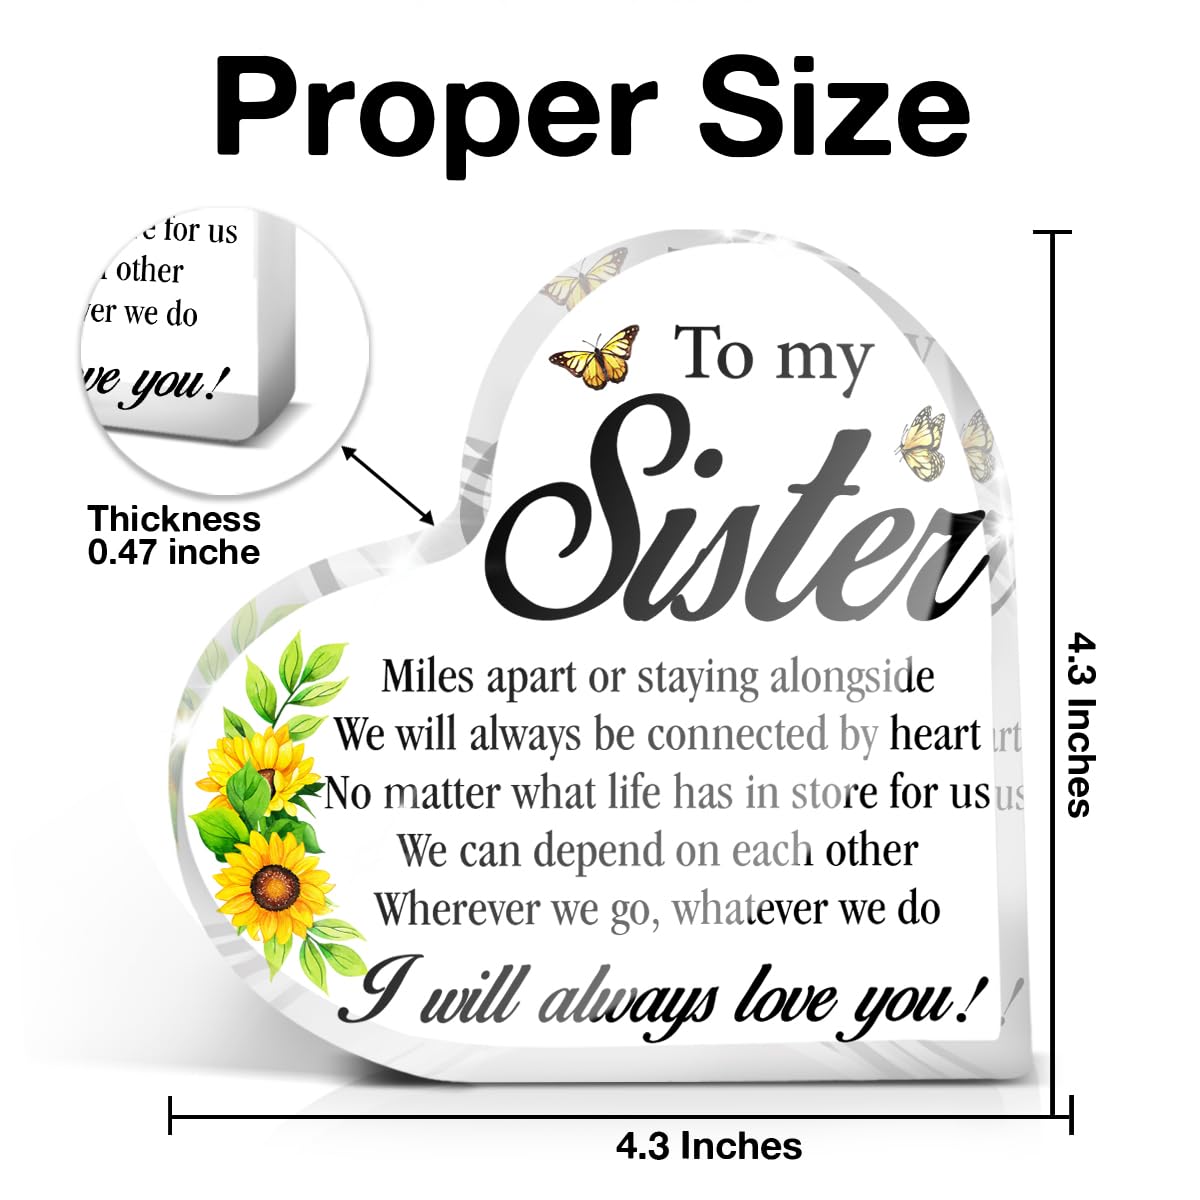 Proper Size
e for us
other
ver we do
ve you!
Thickness
0.47 inche
To my
Sister
Miles apart or staying alongside
We will always be connected by heart
No matter what life has in store for us
We can depend on each other
Wherever we go, whatever we do
I will always love you!
4.3 Inches
4.3 Inches